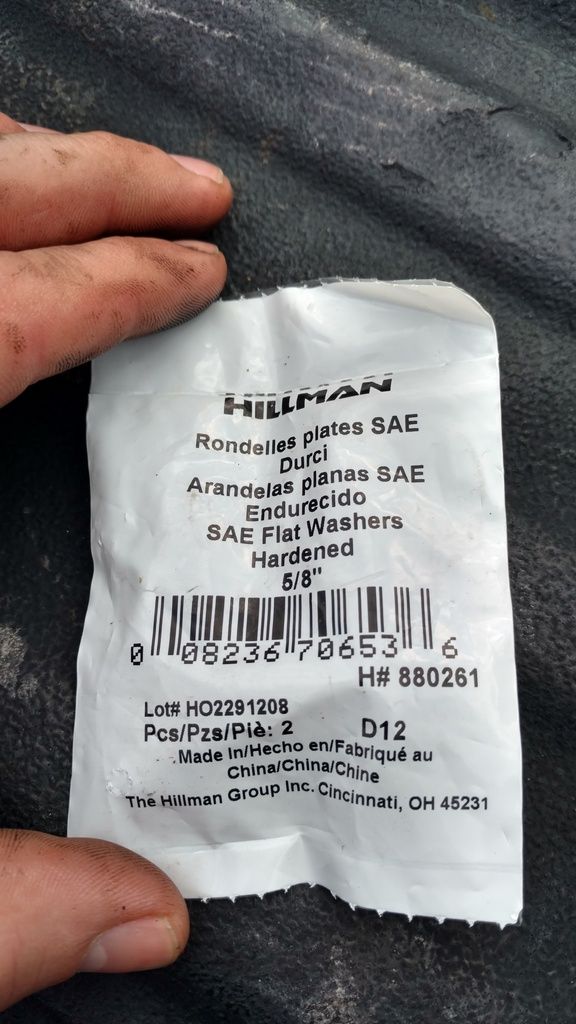 HILLMAN
Rondelles plates SAE
Durci
Arandelas planas SAE
Endurecido
SAE Flat Washers
Hardened
5/8"
0 08236 70653 6
H# 880261
Lot# HO2291208
Pcs/Pzs/Piè: 2 D12
Made In/Hecho en/Fabriqué au
China/China/Chine
The Hillman Group Inc. Cincinnati, OH 45231